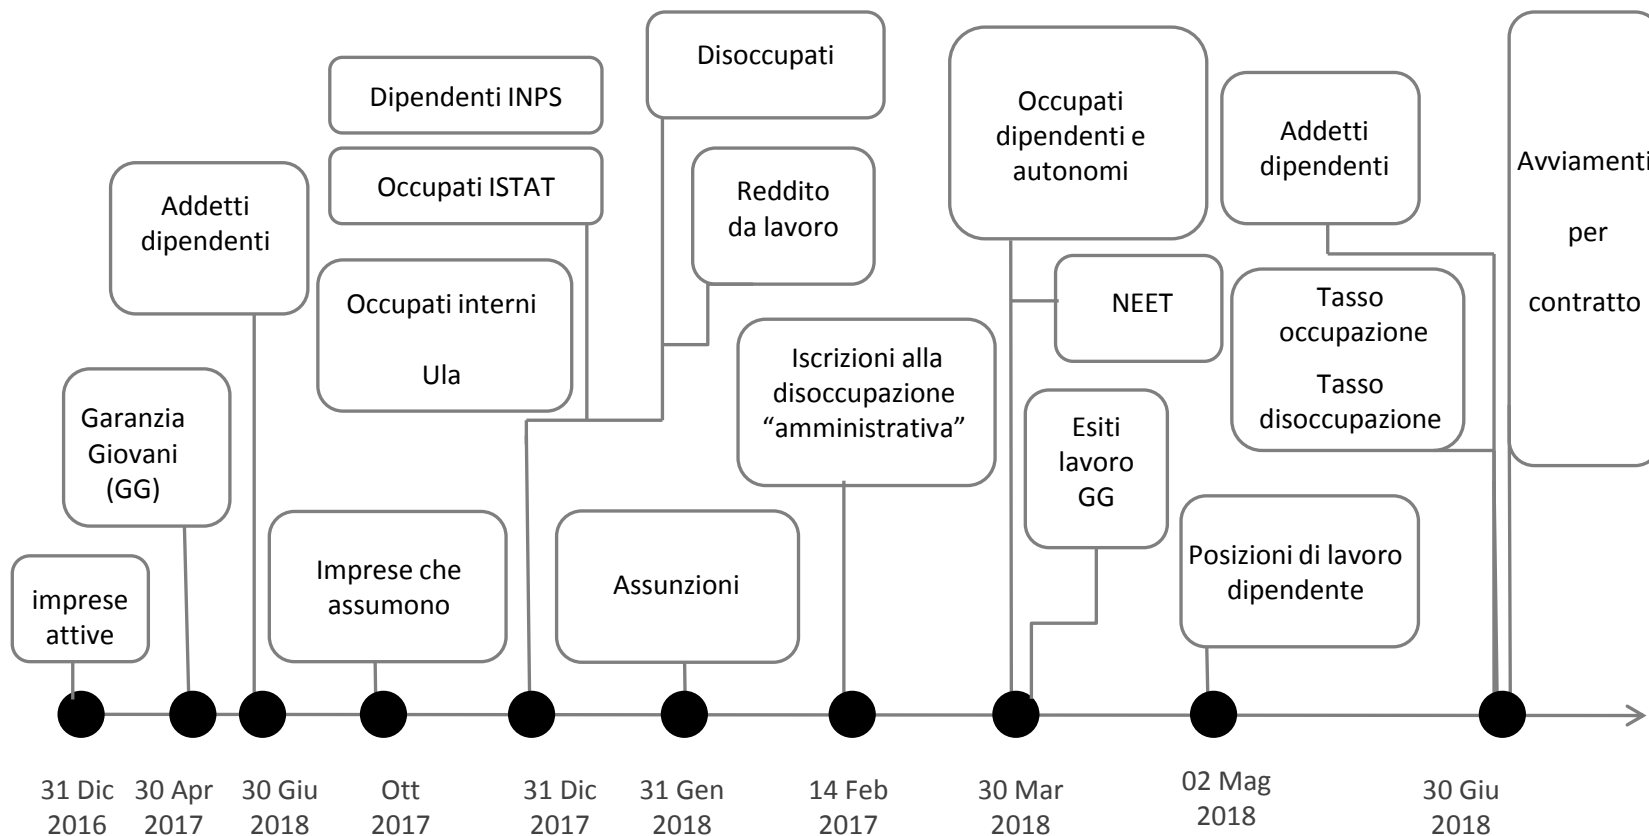 imprese
attive
Garanzia
Giovani
(GG)
Addetti
dipendenti
Dipendenti INPS
Occupati ISTAT
Occupati interni
Ula
Imprese che
assumono
Disoccupati
Reddito
da lavoro
Assunzioni
Iscrizioni alla
disoccupazione
“amministrativa”
Occupati
dipendenti e
autonomi
NEET
Esiti
lavoro
GG
Posizioni di lavoro
dipendente
Addetti
dipendenti
Tasso
occupazione
Tasso
disoccupazione
Avviamenti
per
contratto
31 Dic
2016
30 Apr
2017
30 Giu
2018
Ott
2017
31 Dic
2017
31 Gen
2018
14 Feb
2017
30 Mar
2018
02 Mag
2018
30 Giu
2018